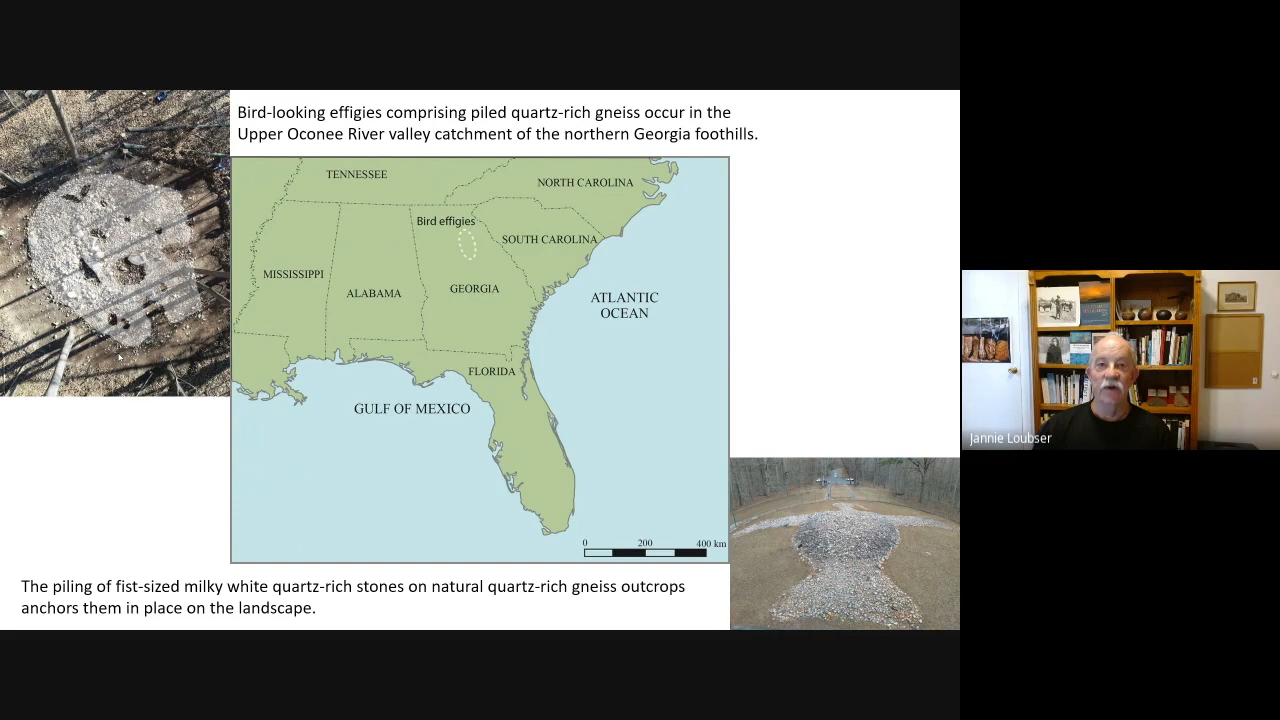 Bird-looking effigies comprising piled quartz-rich gneiss occur in the
Upper Oconee River valley catchment of the northern Georgia foothills.
TENNESSEE
NORTH CAROLINA
Bird effigies
SOUTH CAROLINA
MISSISSIPPI
ALABAMA
GEORGIA
ATLANTIC
OCEAN
FLORIDA
GULF OF MEXICO
0 200 400 km
The piling of fist-sized milky white quartz-rich stones on natural quartz-rich gneiss outcrops
anchors them in place on the landscape.
Jannie Loubser